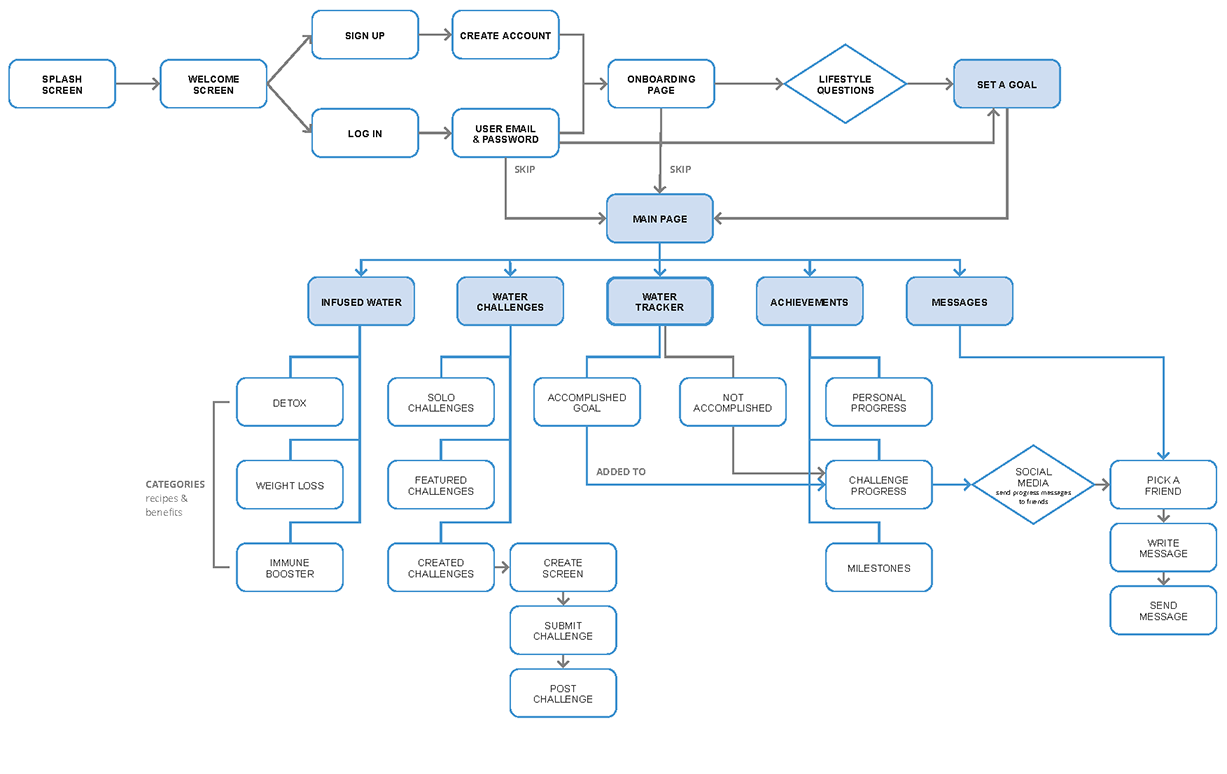 SIGN UP
CREATE ACCOUNT
SPLASH
SCREEN
WELCOME
SCREEN
ONBOARDING
PAGE
LIFESTYLE
QUESTIONS
SET A GOAL
LOG IN
USER EMAIL
& PASSWORD
SKIP
SKIP
MAIN PAGE
INFUSED WATER
WATER
CHALLENGES
WATER
TRACKER
ACHIEVEMENTS
MESSAGES
DETOX
SOLO
CHALLENGES
ACCOMPLISHED
GOAL
NOT
ACCOMPLISHED
PERSONAL
PROGRESS
CATEGORIES
recipes &
benefits
WEIGHT LOSS
FEATURED
CHALLENGES
ADDED TO
CHALLENGE
PROGRESS
SOCIAL
MEDIA
send progress messages
to friends
PICK A
FRIEND
IMMUNE
BOOSTER
CREATED
CHALLENGES
CREATE
SCREEN
MILESTONES
WRITE
MESSAGE
SUBMIT
CHALLENGE
SEND
MESSAGE
POST
CHALLENGE